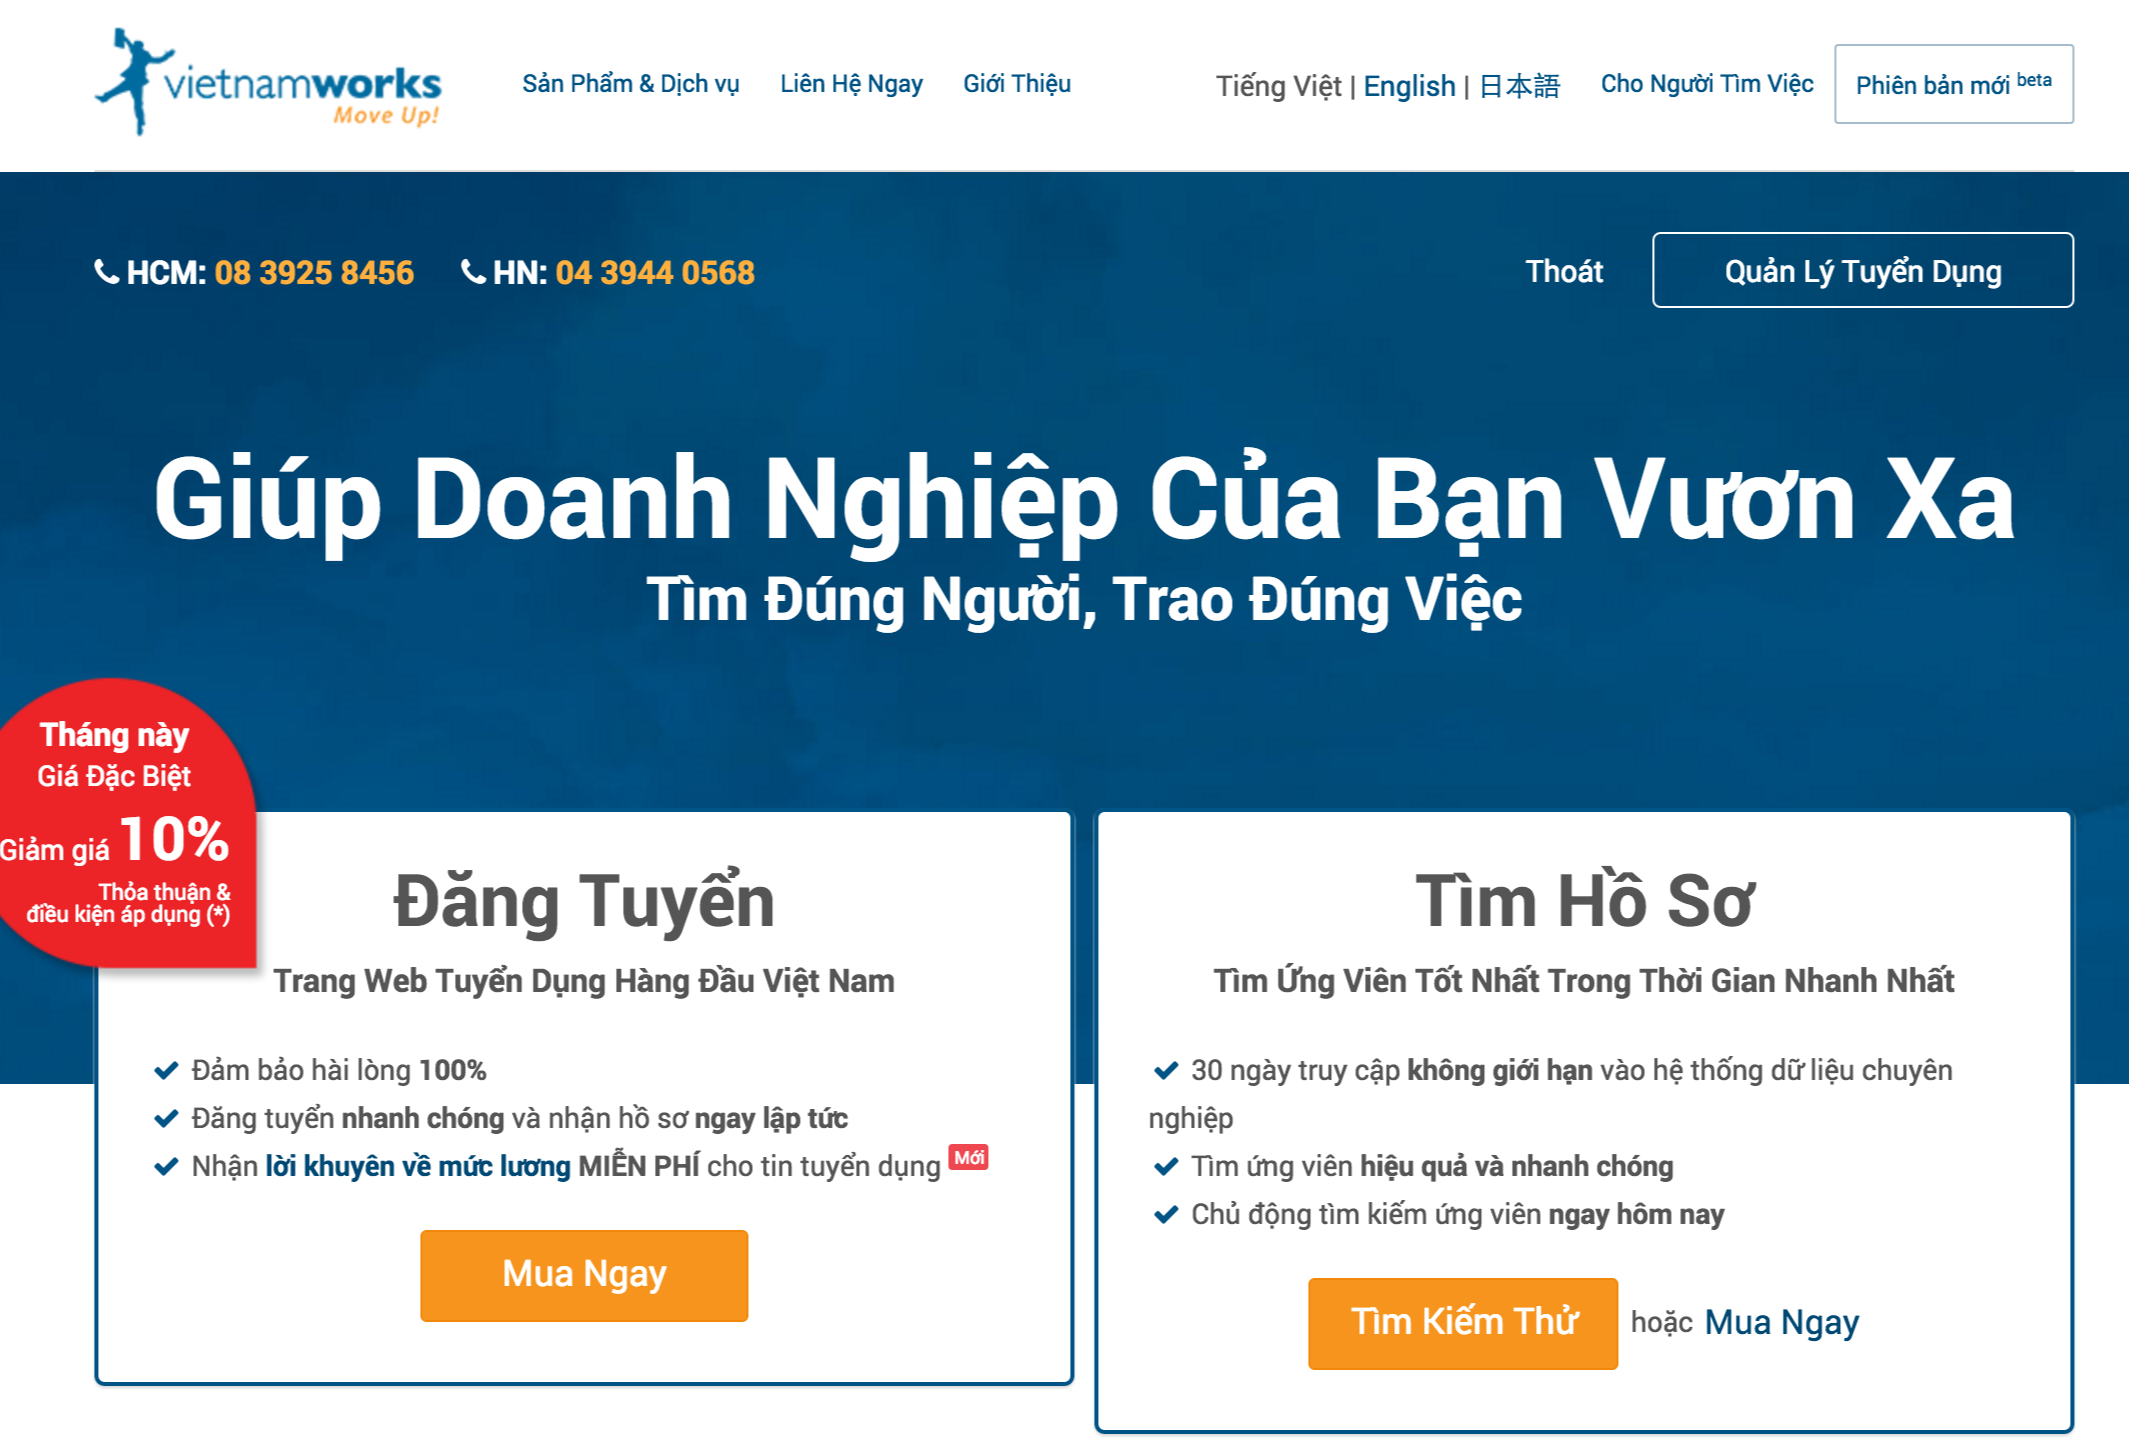 vietnamworks
Move Up!
Sản Phẩm & Dịch vụ
Liên Hệ Ngay
Giới Thiệu
Tiếng Việt | English | 日本語
Cho Người Tìm Việc
Phiên bản mới beta
HCM: 08 3925 8456
HN: 04 3944 0568
Thoát
Quản Lý Tuyển Dụng
Giúp Doanh Nghiệp Của Bạn Vươn Xa
Tìm Đúng Người, Trao Đúng Việc
Tháng này
Giá Đặc Biệt
Giảm giá 10%
Thỏa thuận &
điều kiện áp dụng (*)
Đăng Tuyển
Trang Web Tuyển Dụng Hàng Đầu Việt Nam
Đảm bảo hài lòng 100%
Đăng tuyển nhanh chóng và nhận hồ sơ ngay lập tức
Nhận lời khuyên về mức lương MIỄN PHÍ cho tin tuyển dụng Mới
Mua Ngay
Tìm Hồ Sơ
Tìm Ứng Viên Tốt Nhất Trong Thời Gian Nhanh Nhất
30 ngày truy cập không giới hạn vào hệ thống dữ liệu chuyên
nghiệp
Tìm ứng viên hiệu quả và nhanh chóng
Chủ động tìm kiếm ứng viên ngay hôm nay
Tìm Kiếm Thử hoặc Mua Ngay